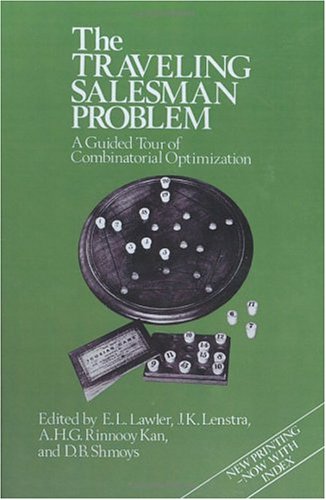 The
TRAVELING
SALESMAN
PROBLEM
A Guided Tour of
Combinatorial Optimization
Edited by E.L. Lawler, J.K. Lenstra,
A.H.G. Rinnooy Kan,
and D.B. Shmoys
NEW PRINTING
-NOW WITH
INDEX